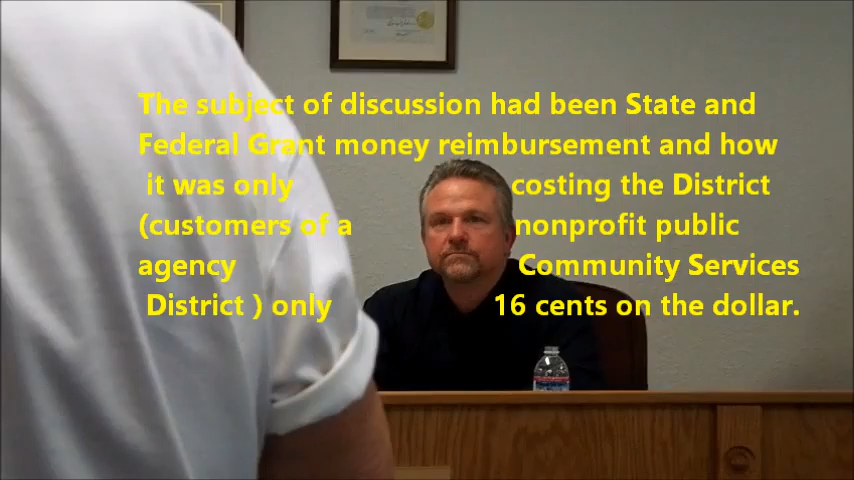 The subject of discussion had been State and
Federal Grant money reimbursement and how
it was only costing the District
(customers of a nonprofit public
agency Community Services
District ) only 16 cents on the dollar.